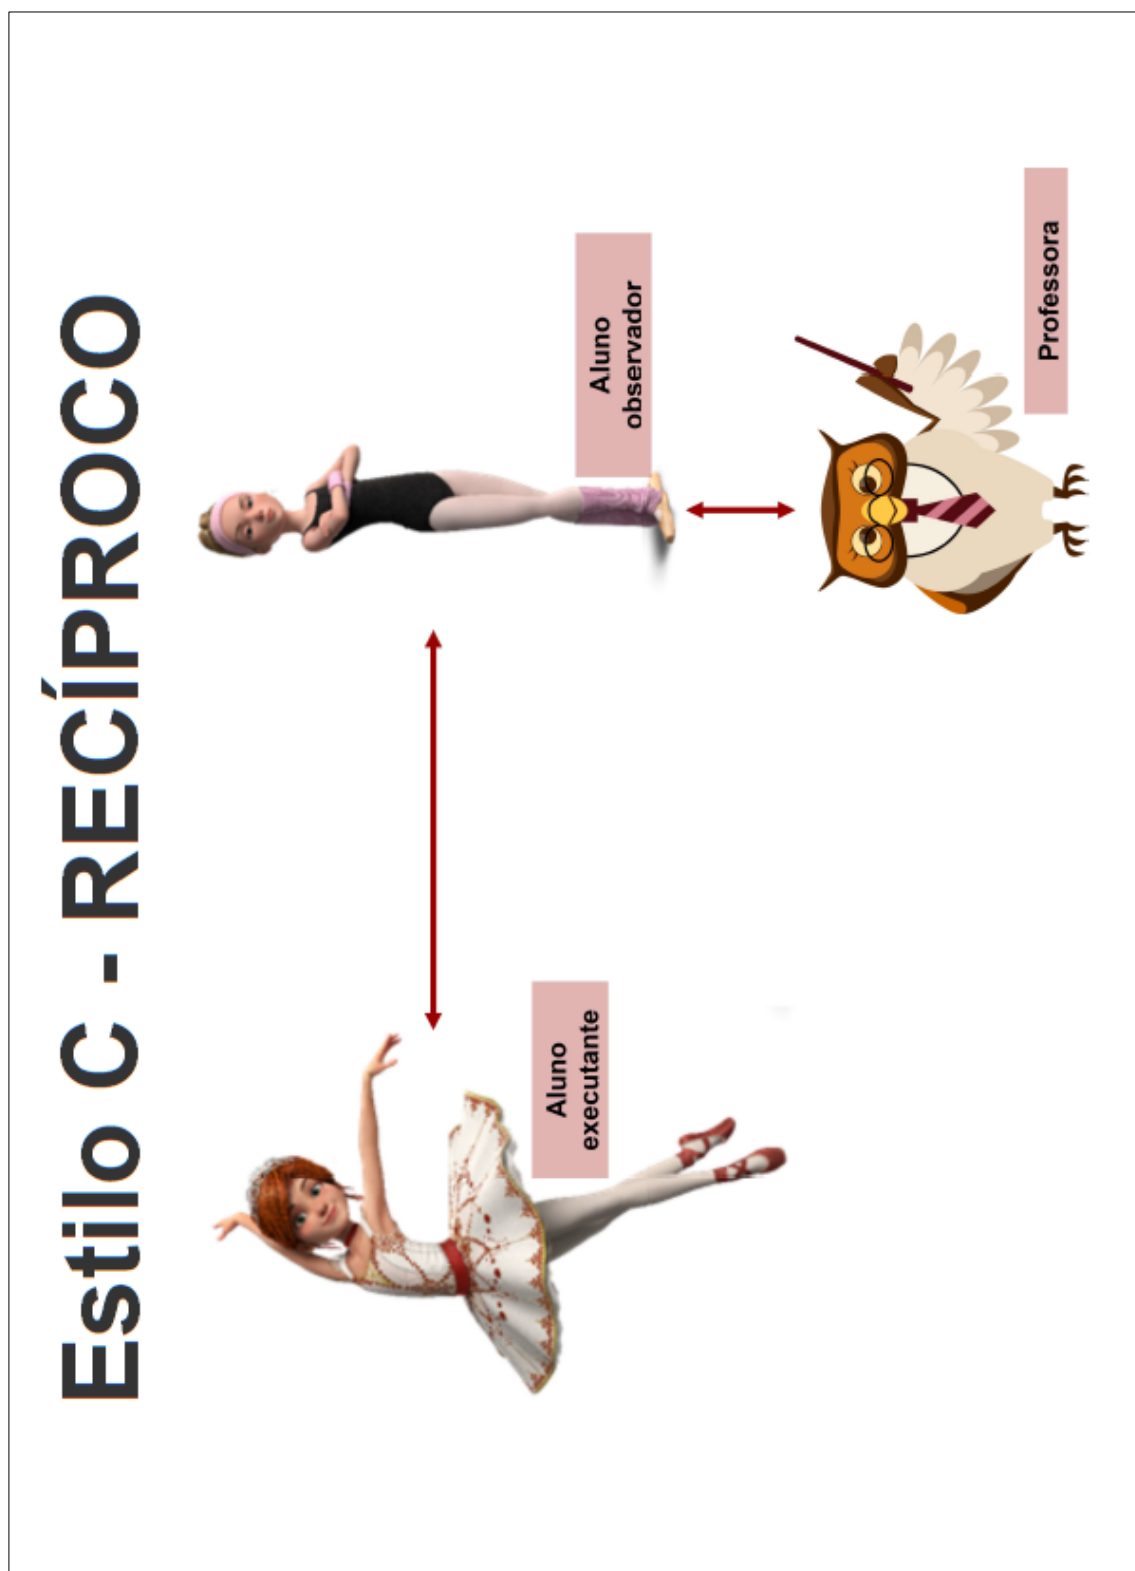 Estilo C - RECÍPROCO
Aluno
executante
Aluno
observador
Professora